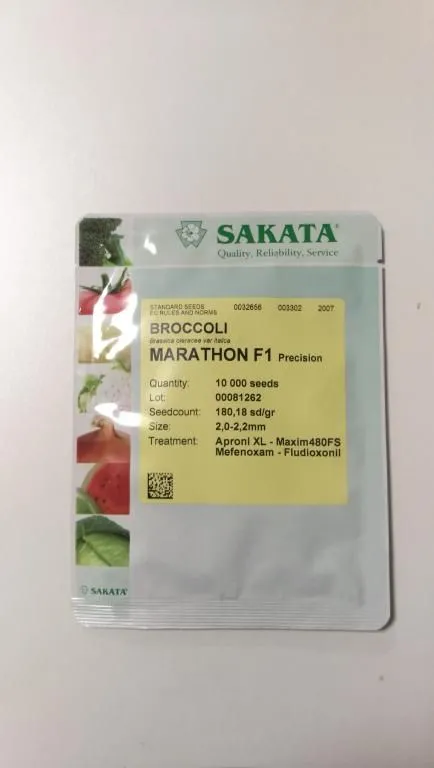 SAKATA®
Quality, Reliability, Service
STANDARD SEEDS 0032656 003302 2007
EC RULES AND NORMS
BROCCOLI
Brassica oleracea var italica
MARATHON F1 Precision
Quantity: 10 000 seeds
Lot: 00081262
Seedcount: 180,18 sd/gr
Size: 2,0-2,2mm
Treatment: Apronl XL - Maxim480FS
Mefenoxam - Fludioxonil
SAKATA®